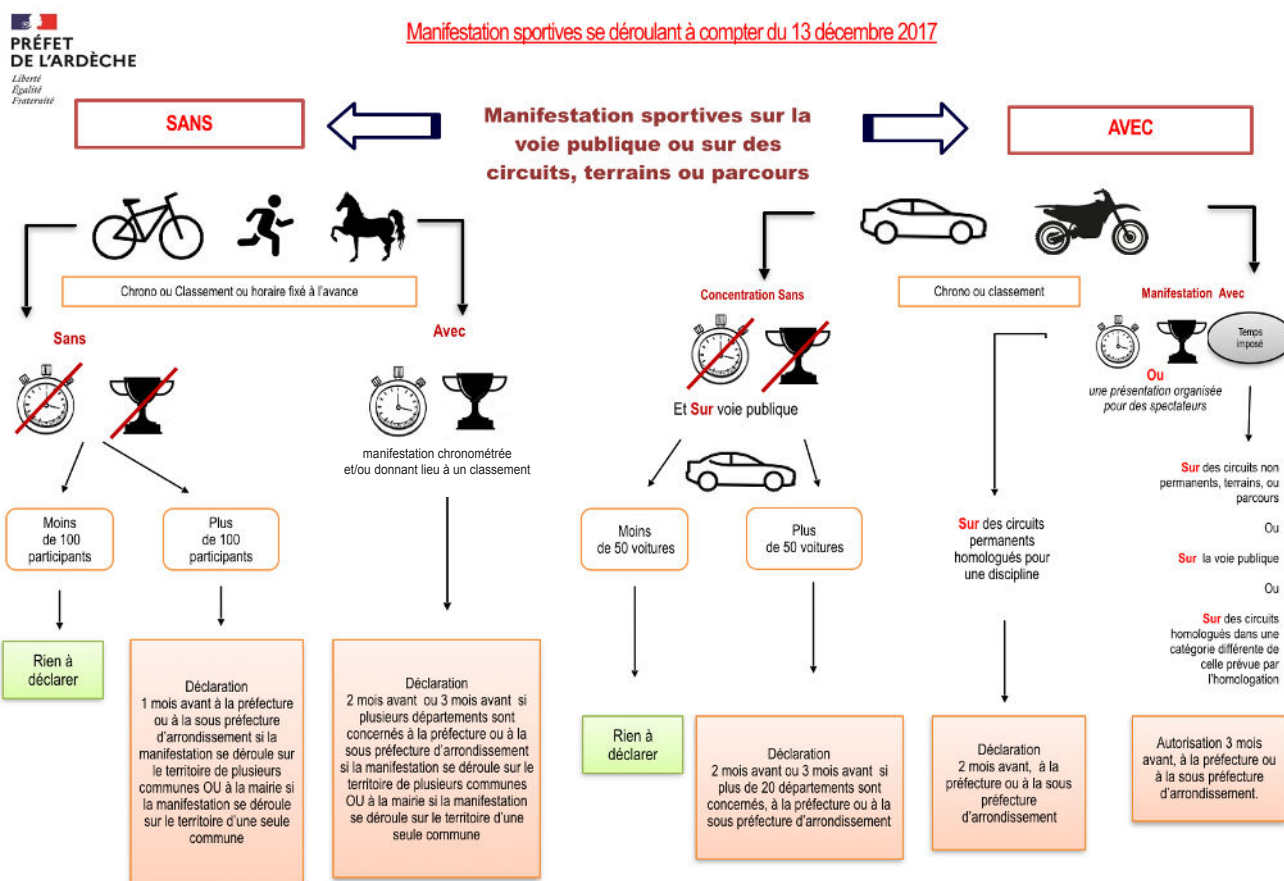 PRÉFET
DE L'ARDÈCHE
Liberté
Égalité
Fraternité
Manifestation sportives se déroulant à compter du 13 décembre 2017
SANS
Manifestation sportives sur la
voie publique ou sur des
circuits, terrains ou parcours
AVEC
Chrono ou Classement ou horaire fixé à l'avance
Sans
Avec
manifestation chronométrée
et/ou donnant lieu à un classement
Moins
de 100
participants
Plus
de 100
participants
Rien à
déclarer
Déclaration
1 mois avant à la préfecture
ou à la sous préfecture
d'arrondissement si la
manifestation se déroule sur
le territoire de plusieurs
communes OU à la mairie si
la manifestation se déroule
sur le territoire d'une seule
commune
Déclaration
2 mois avant ou 3 mois avant si
plusieurs départements sont
concernés à la préfecture ou à la
sous préfecture d'arrondissement
si la manifestation se déroule sur le
territoire de plusieurs communes
OU à la mairie si la manifestation
se déroule sur le territoire d'une
seule commune
Chrono ou classement
Concentration Sans
Et Sur voie publique
Moins
de 50 voitures
Plus
de 50 voitures
Rien à
déclarer
Déclaration
2 mois avant ou 3 mois avant si
plus de 20 départements sont
concernés, à la préfecture ou à la
sous préfecture d'arrondissement
Sur des circuits
permanents
homologués pour
une discipline
Déclaration
2 mois avant, à la
préfecture ou à la sous
préfecture
d'arrondissement
Manifestation Avec
Temps
imposé
Ou
une présentation organisée
pour des spectateurs
Sur des circuits non
permanents, terrains, ou
parcours
Ou
Sur la voie publique
Ou
Sur des circuits
homologués dans une
catégorie différente de
celle prévue par
l'homologation
Autorisation 3 mois
avant, à la préfecture ou
à la sous préfecture
d'arrondissement.